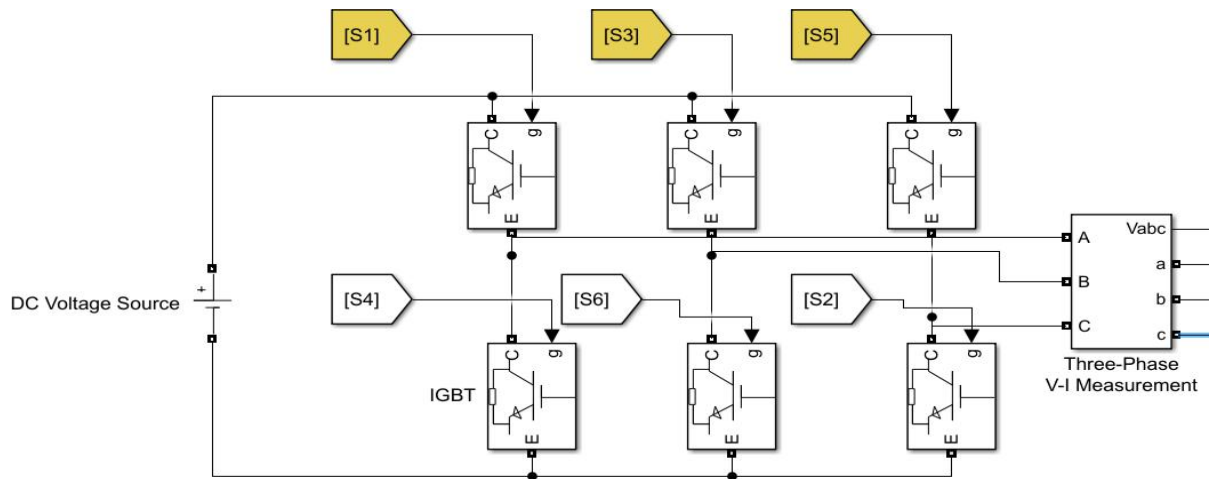 [S1]
[S3]
[S5]
C
g
E
C
g
E
C
g
E
DC Voltage Source
+
[S4]
[S6]
[S2]
A
B
C
Vabc
a
b
c
Three-Phase
V-I Measurement
IGBT
C
g
E
C
g
E
C
g
E